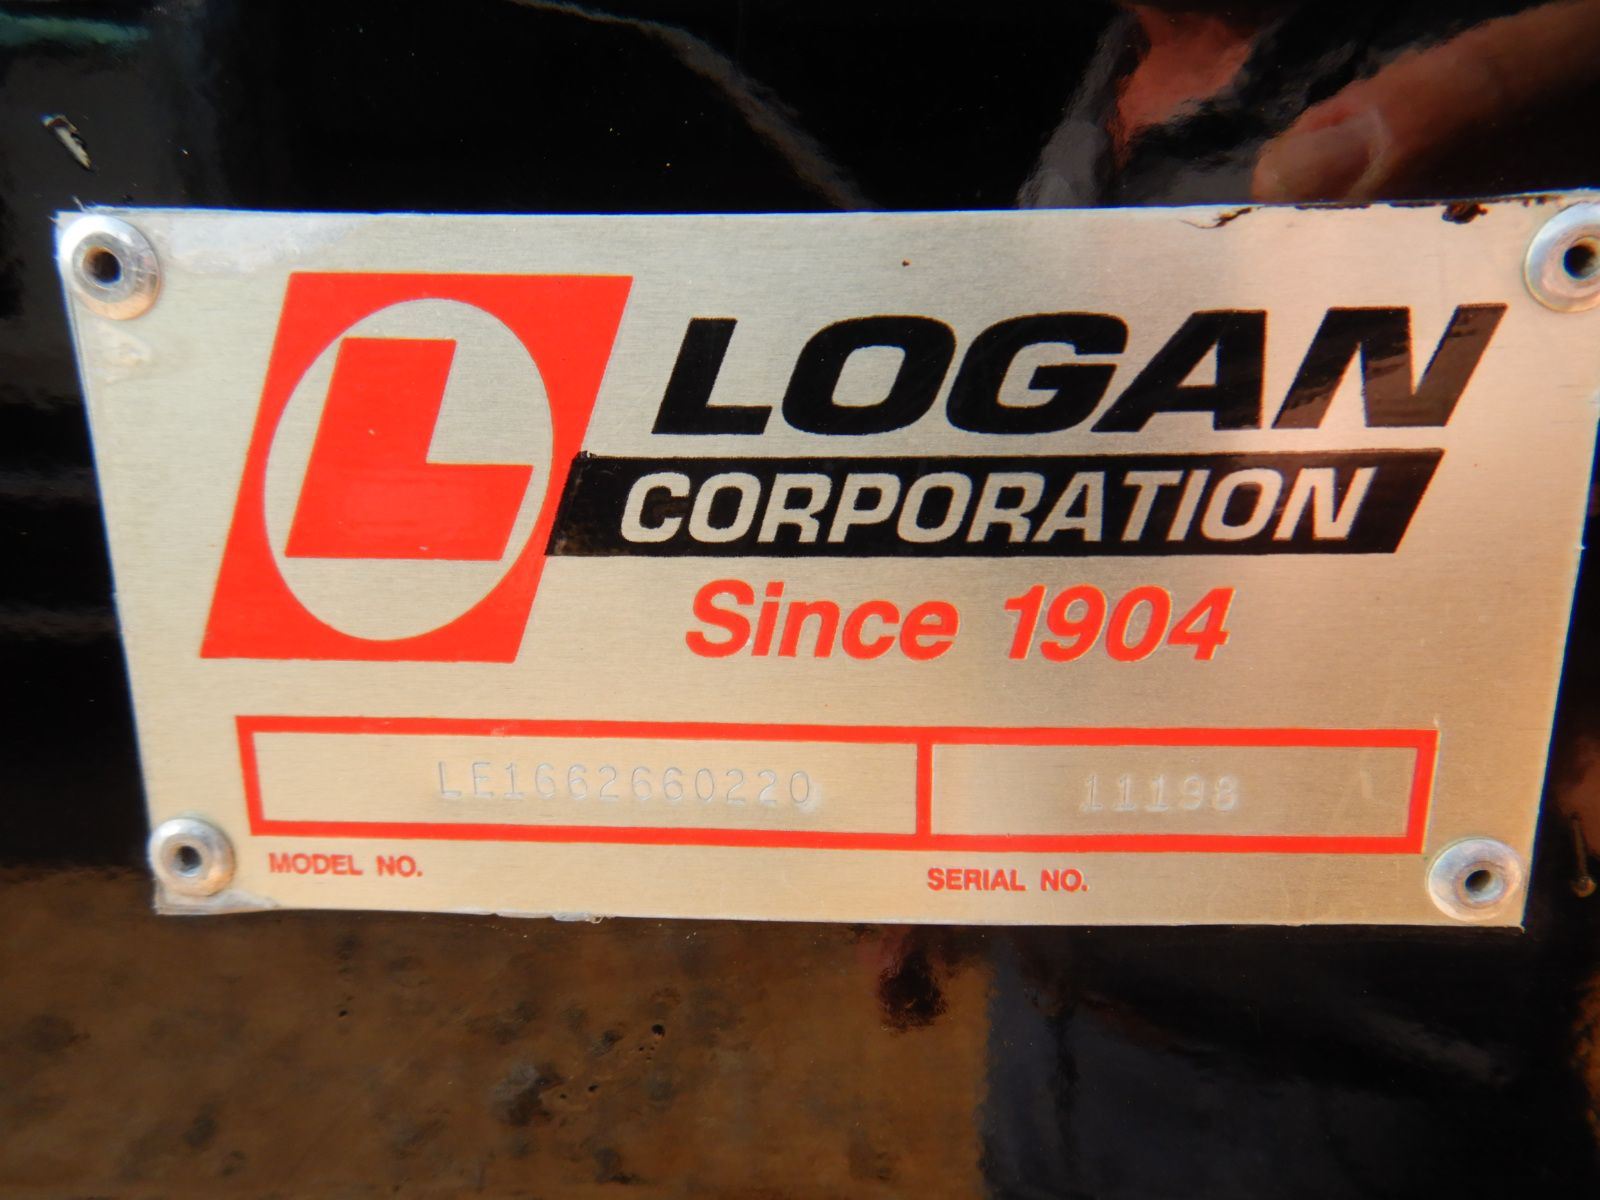 L
LOGAN
CORPORATION
Since 1904
LE1662660220
11198
MODEL NO.
SERIAL NO.